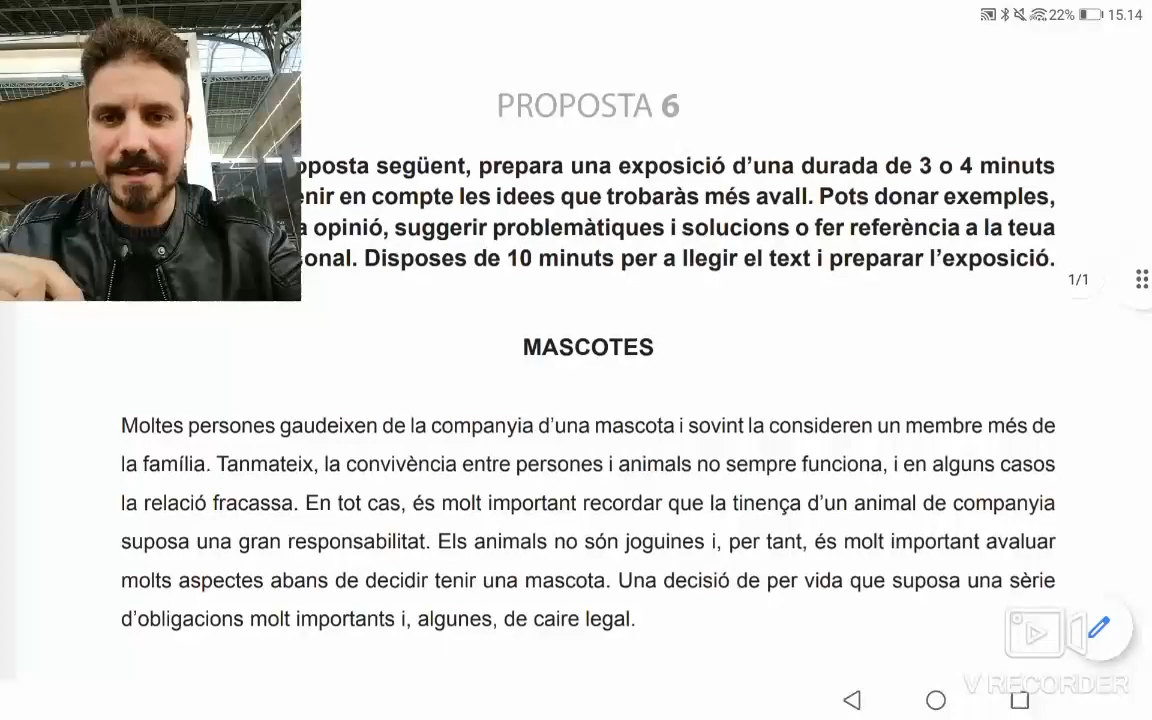 22% 15.14
PROPOSTA 6
oposta següent, prepara una exposició d’una durada de 3 o 4 minuts
enir en compte les idees que trobaràs més avall. Pots donar exemples,
a opinió, suggerir problemàtiques i solucions o fer referència a la teua
onal. Disposes de 10 minuts per a llegir el text i preparar l’exposició.
1/1
MASCOTES
Moltes persones gaudeixen de la companyia d’una mascota i sovint la consideren un membre més de
la família. Tanmateix, la convivència entre persones i animals no sempre funciona, i en alguns casos
la relació fracassa. En tot cas, és molt important recordar que la tinença d’un animal de companyia
suposa una gran responsabilitat. Els animals no són joguines i, per tant, és molt important avaluar
molts aspectes abans de decidir tenir una mascota. Una decisió de per vida que suposa una sèrie
d’obligacions molt importants i, algunes, de caire legal.
V RECORDER